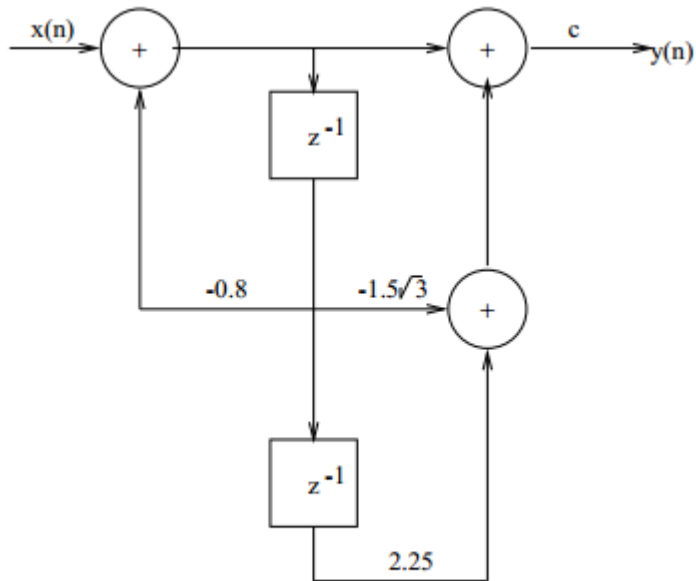 x(n)
+
+
c
y(n)
z^-1
-0.8
-1.5√3
+
z^-1
2.25